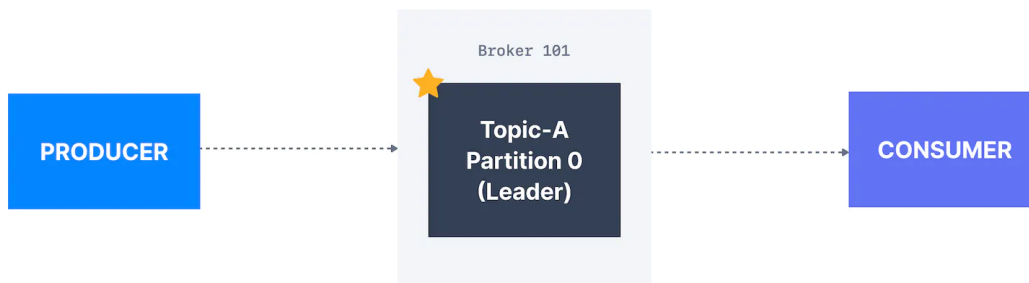 Broker 101
PRODUCER
Topic-A
Partition 0
(Leader)
CONSUMER